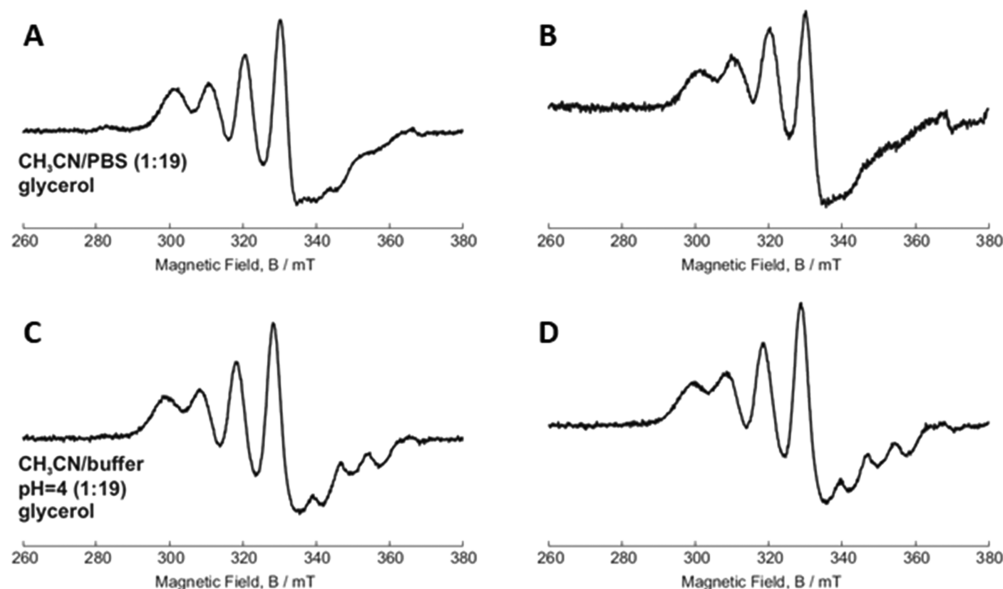 A
B
CH₃CN/PBS (1:19)
glycerol
260 280 300 320 340 360 380
Magnetic Field, B / mT
260 280 300 320 340 360 380
Magnetic Field, B / mT
C
D
CH₃CN/buffer
pH=4 (1:19)
glycerol
260 280 300 320 340 360 380
Magnetic Field, B / mT
260 280 300 320 340 360 380
Magnetic Field, B / mT